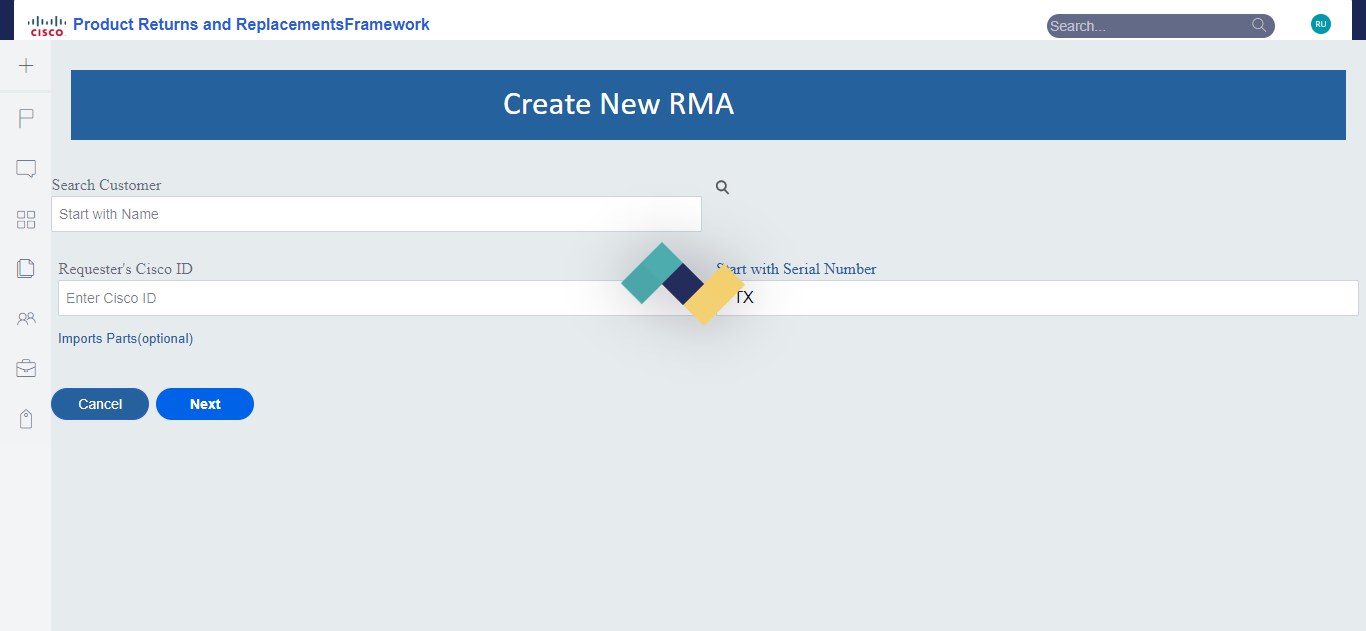 CISCO Product Returns and ReplacementsFramework
Search...
RU
Create New RMA
Search Customer
Start with Name
Requester's Cisco ID
Start with Serial Number
Enter Cisco ID
TX
Imports Parts(optional)
Cancel
Next